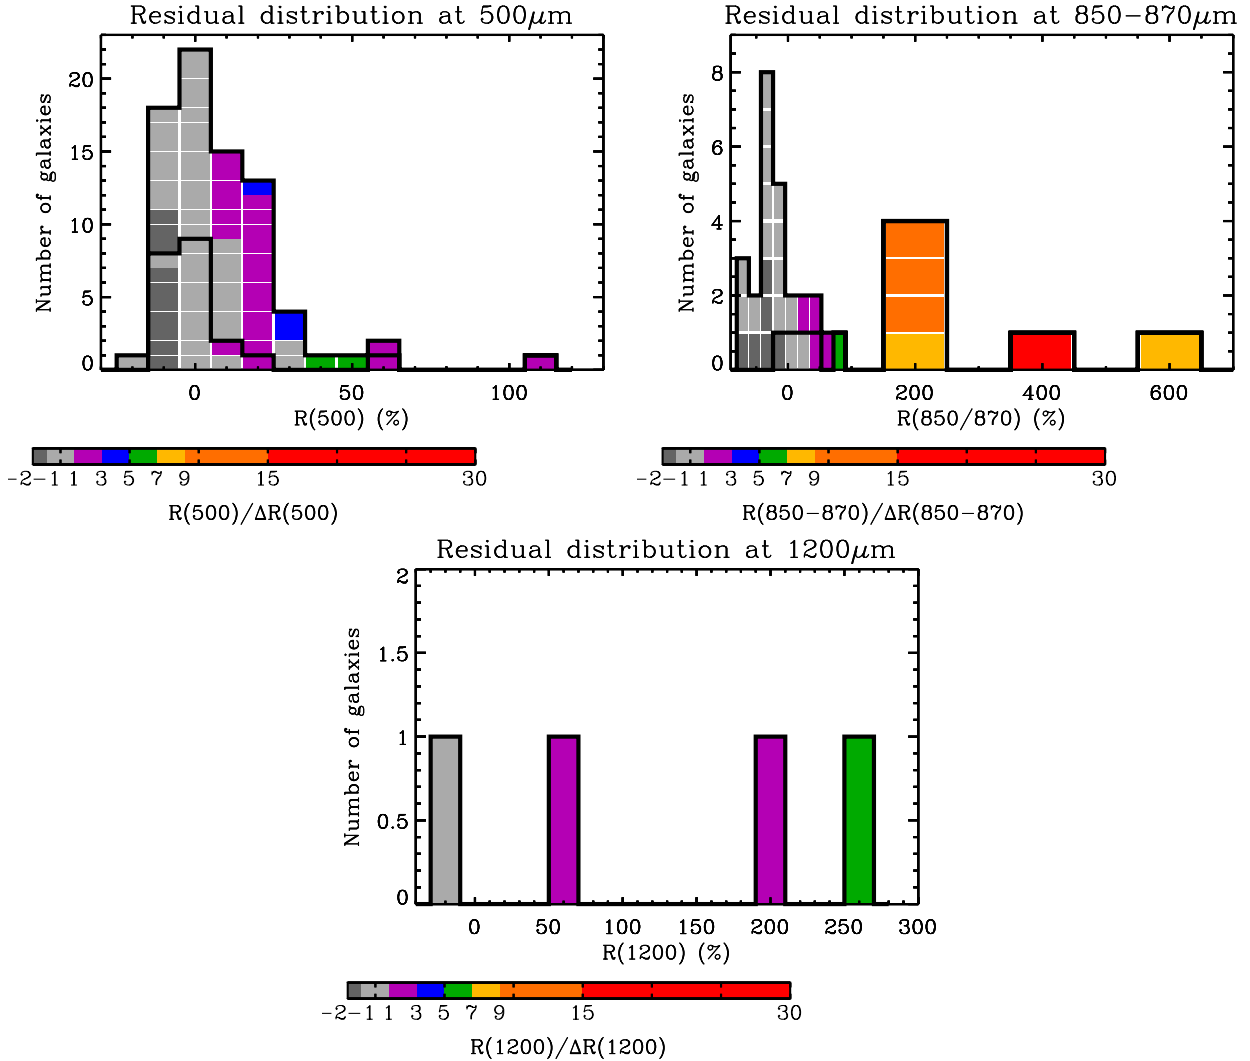 Residual distribution at 500μm
Number of galaxies
20
15
10
5
0
0 50 100
R(500) (%)
-2-1 1 3 5 7 9 15 30
R(500)/ΔR(500)
Residual distribution at 850-870μm
Number of galaxies
8
6
4
2
0
0 200 400 600
R(850/870) (%)
-2-1 1 3 5 7 9 15 30
R(850-870)/ΔR(850-870)
Residual distribution at 1200μm
Number of galaxies
2
1.5
1
0.5
0
0 50 100 150 200 250 300
R(1200) (%)
-2-1 1 3 5 7 9 15 30
R(1200)/ΔR(1200)